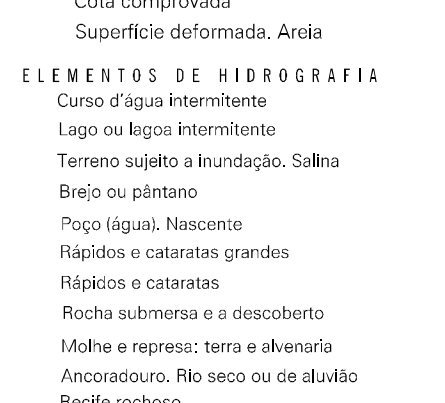 Cota comprovada
Superfície deformada. Areia
ELEMENTOS DE HIDROGRAFIA
Curso d'água intermitente
Lago ou lagoa intermitente
Terreno sujeito a inundação. Salina
Brejo ou pântano
Poço (água). Nascente
Rápidos e cataratas grandes
Rápidos e cataratas
Rocha submersa e a descoberto
Molhe e represa: terra e alvenaria
Ancoradouro. Rio seco ou de aluvião
Recife rochoso